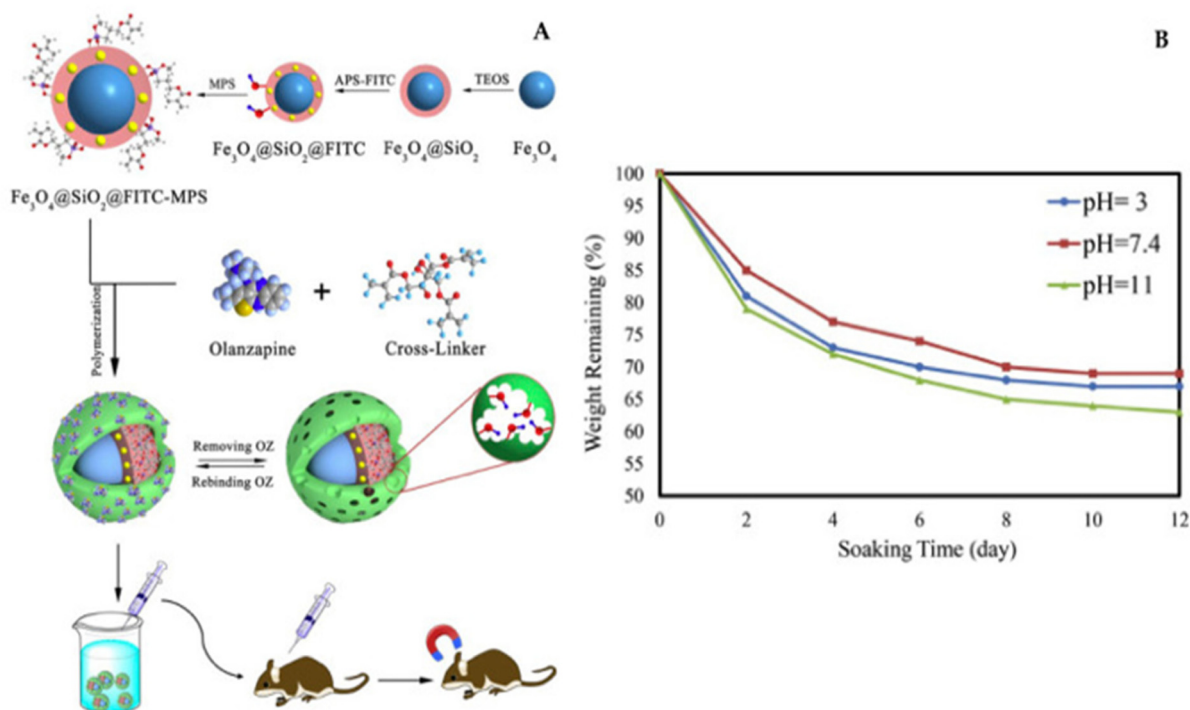 A
MPS
APS-FITC
TEOS
Fe₃O₄@SiO₂@FITC
Fe₃O₄@SiO₂
Fe₃O₄
Fe₃O₄@SiO₂@FITC-MPS
Polymerization
+
Olanzapine
Cross-Linker
Removing OZ
Rebinding OZ
B
Weight Remaining (%)
100
95
90
85
80
75
70
65
60
55
50
pH= 3
pH=7.4
pH=11
0 2 4 6 8 10 12
Soaking Time (day)